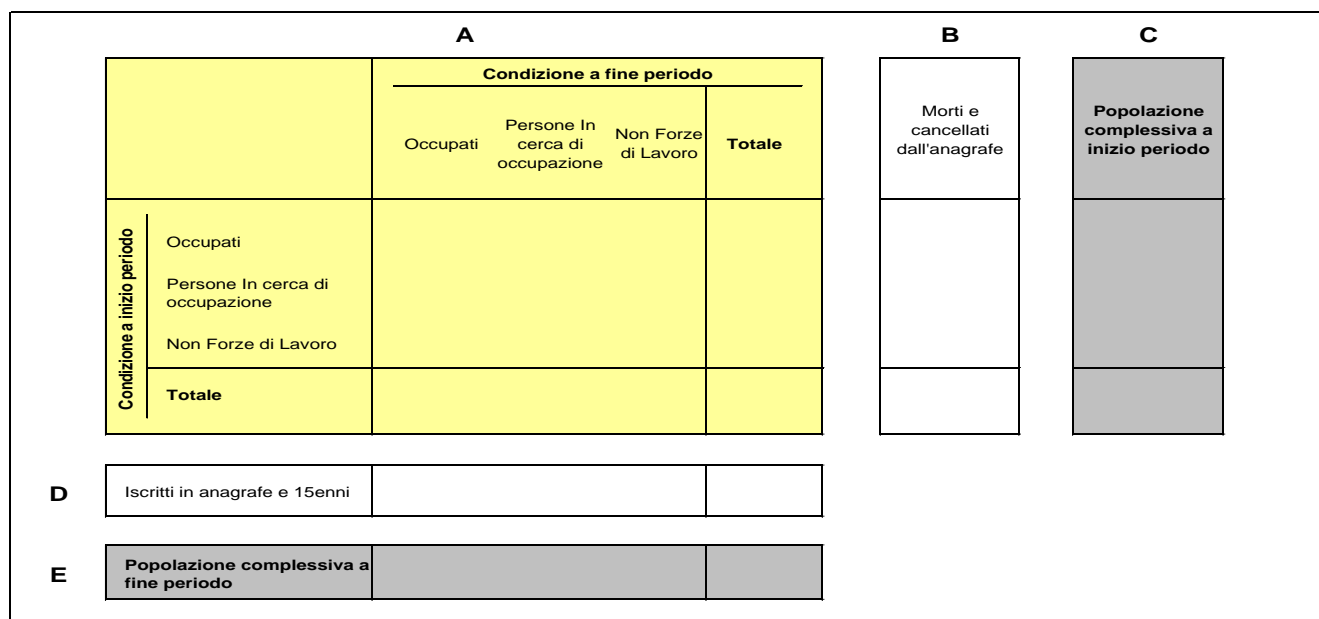 A
B
C
Condizione a fine periodo
Occupati
Persone In
cerca di
occupazione
Non Forze
di Lavoro
Totale
Morti e
cancellati
dall'anagrafe
Popolazione
complessiva a
inizio periodo
Condizione a inizio periodo
Occupati
Persone In cerca di
occupazione
Non Forze di Lavoro
Totale
D
Iscritti in anagrafe e 15enni
E
Popolazione complessiva a
fine periodo